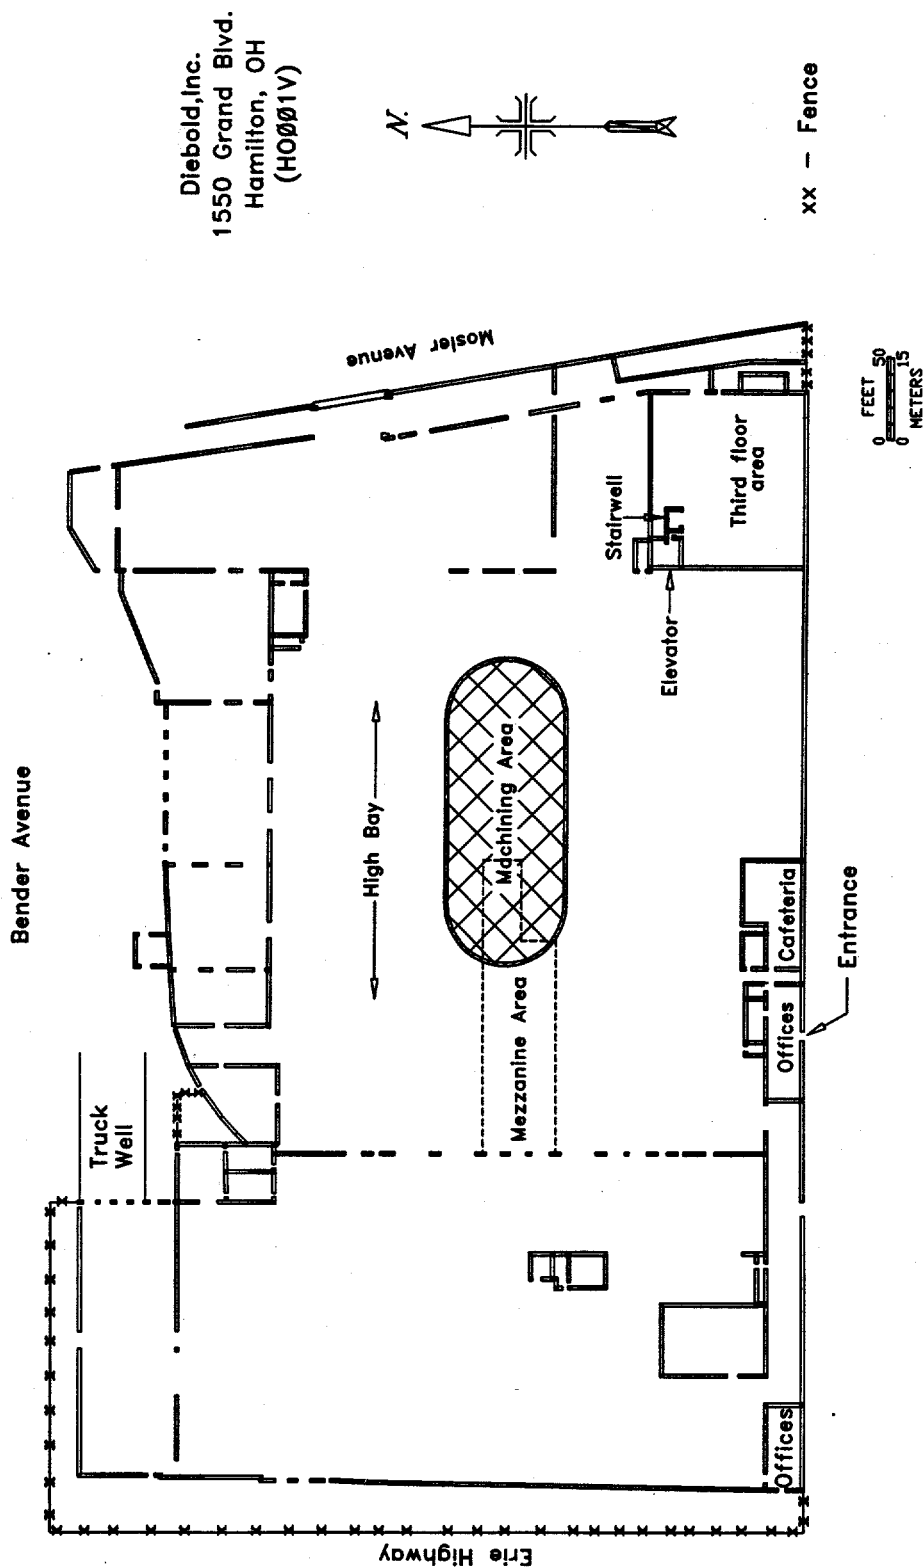 Diebold,Inc.
1550 Grand Blvd.
Hamilton, OH
(HOØØ1V)
N.
xx – Fence
FEET
0 50
0 15
METERS
Bender Avenue
Mosler Avenue
Erie Highway
Truck
Well
High Bay
Machining Area
Mezzanine Area
Stairwell
Elevator
Third floor
area
Cafeteria
Offices
Entrance
Offices